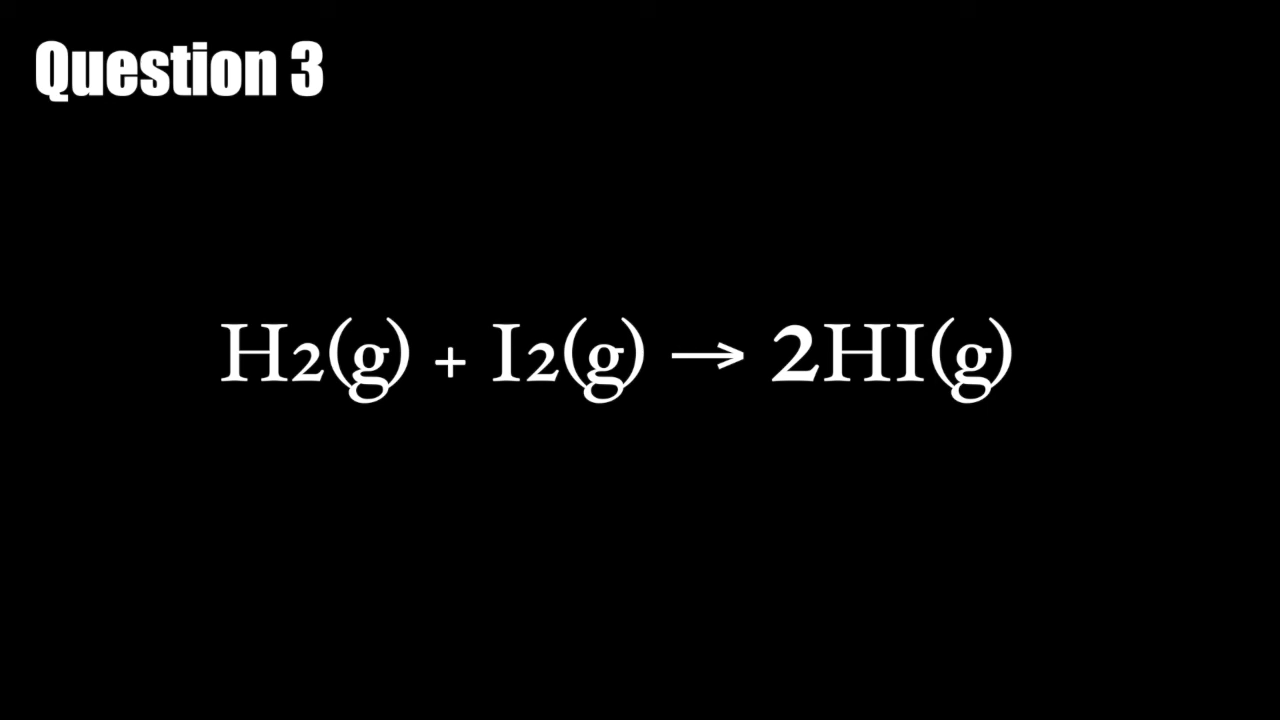 Question 3
H2(g) + I2(g) → 2HI(g)